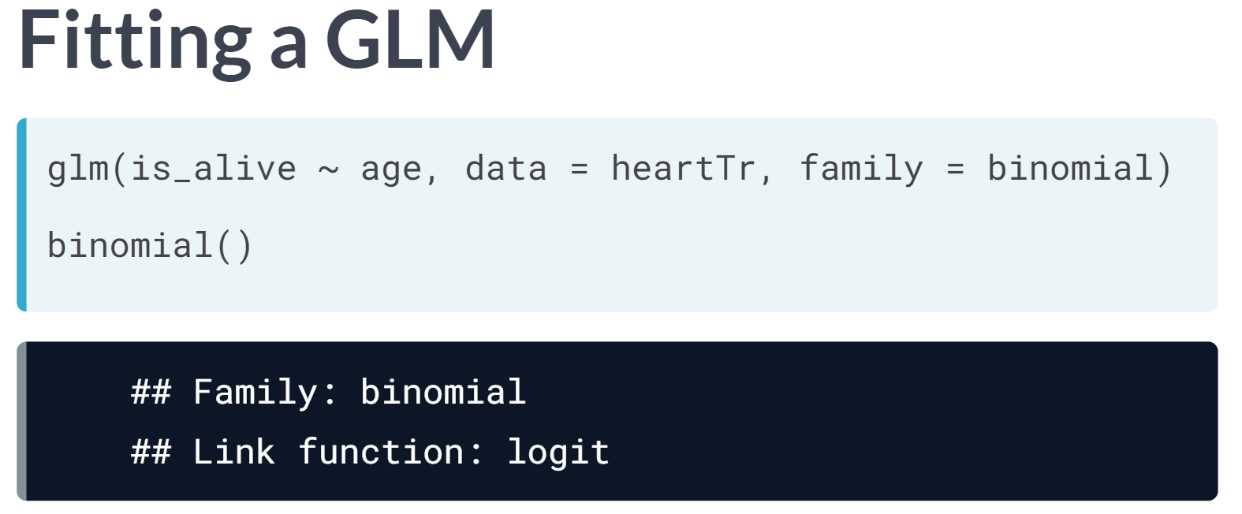 Fitting a GLM
glm(is_alive ~ age, data = heartTr, family = binomial)
binomial()
## Family: binomial
## Link function: logit